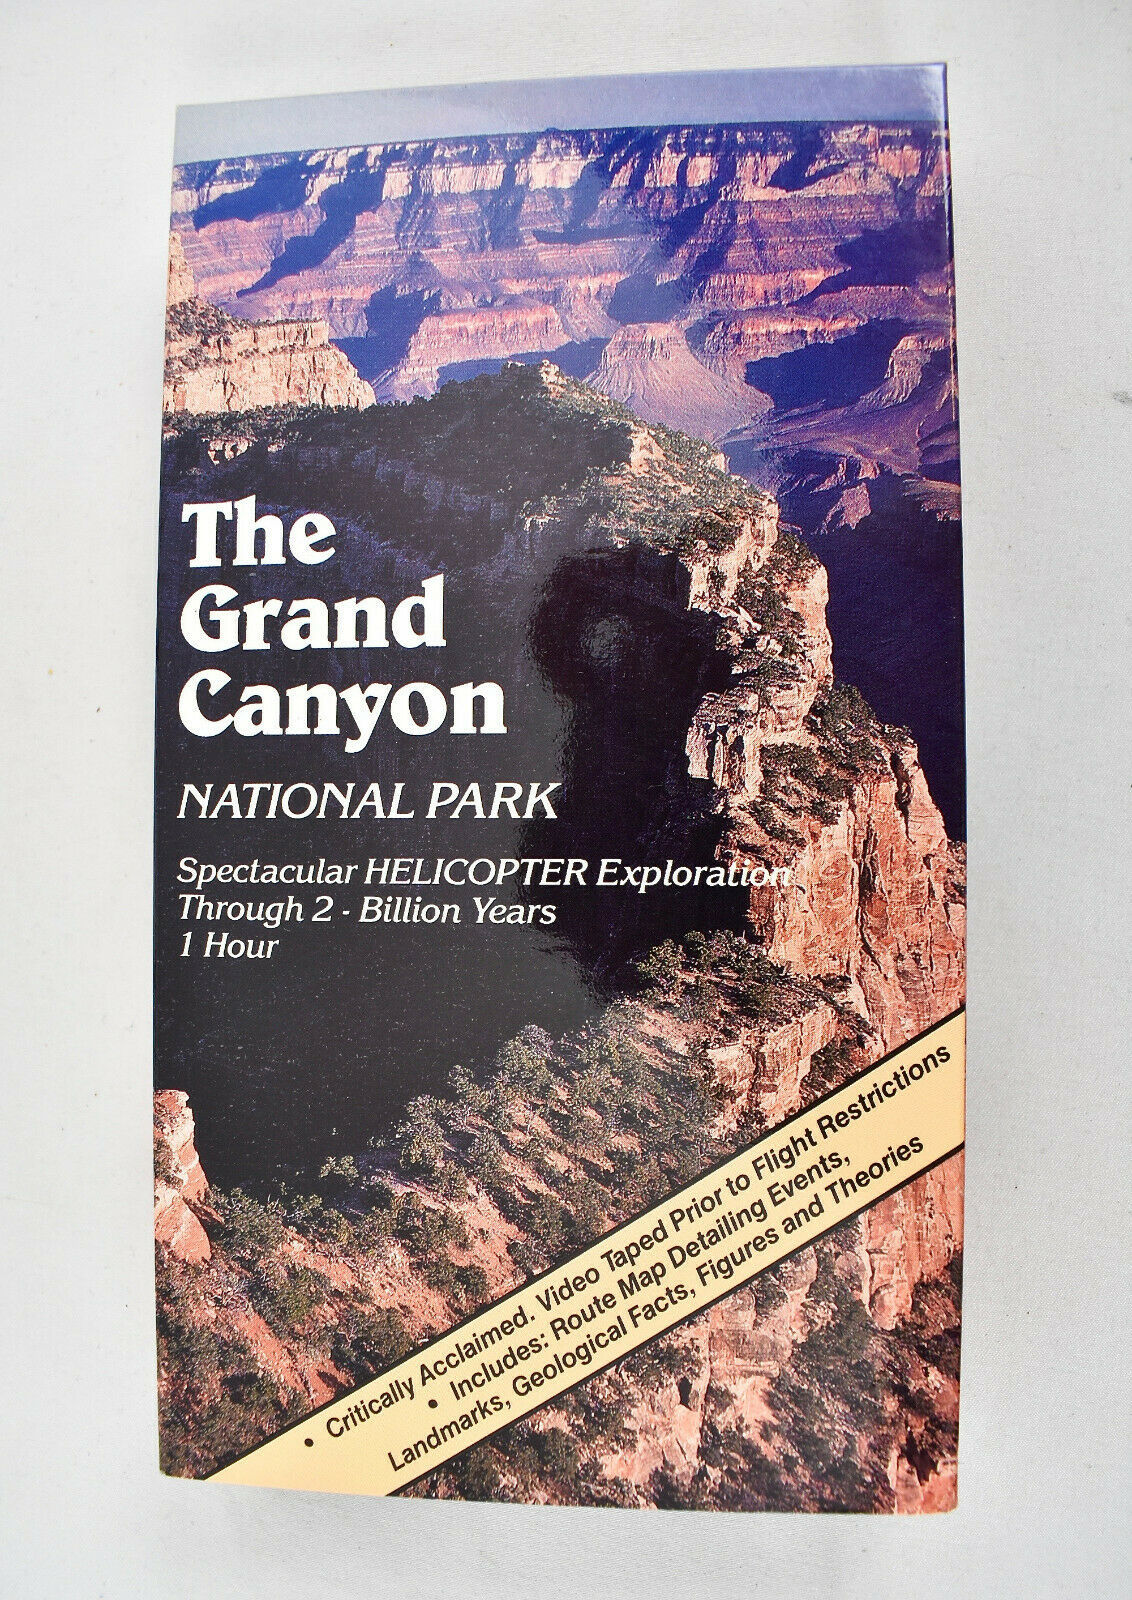 The
Grand
Canyon
NATIONAL PARK
Spectacular HELICOPTER Exploration
Through 2 - Billion Years
1 Hour
• Critically Acclaimed. Video Taped Prior to Flight Restrictions
• Includes: Route Map Detailing Events,
Landmarks, Geological Facts, Figures and Theories